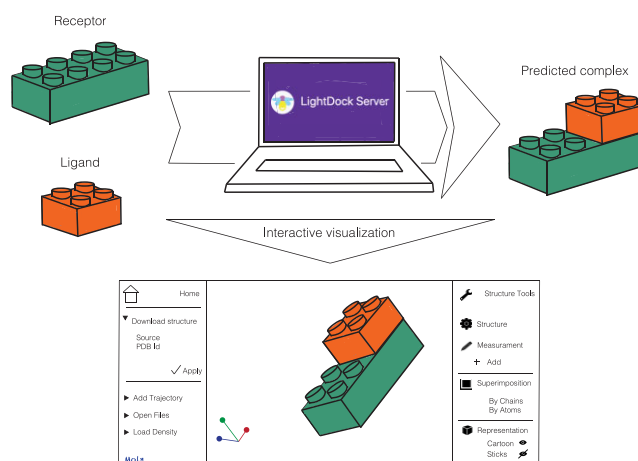 Receptor
LightDock Server
Predicted complex
Ligand
Interactive visualization
Home
Download structure
Source
PDB Id
Apply
Add Trajectory
Open Files
Load Density
Mol*
Structure Tools
Structure
Measurament
+ Add
Superimposition
By Chains
By Atoms
Representation
Cartoon
Sticks